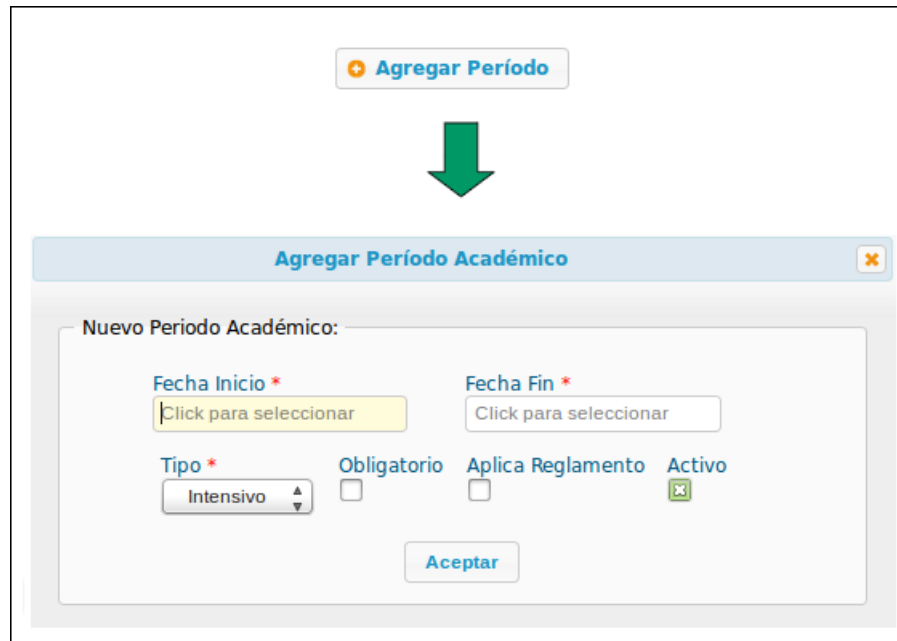 Agregar Período
Agregar Período Académico
Nuevo Periodo Académico:
Fecha Inicio * Fecha Fin *
Click para seleccionar Click para seleccionar
Tipo * Obligatorio Aplica Reglamento Activo
Intensivo
Aceptar